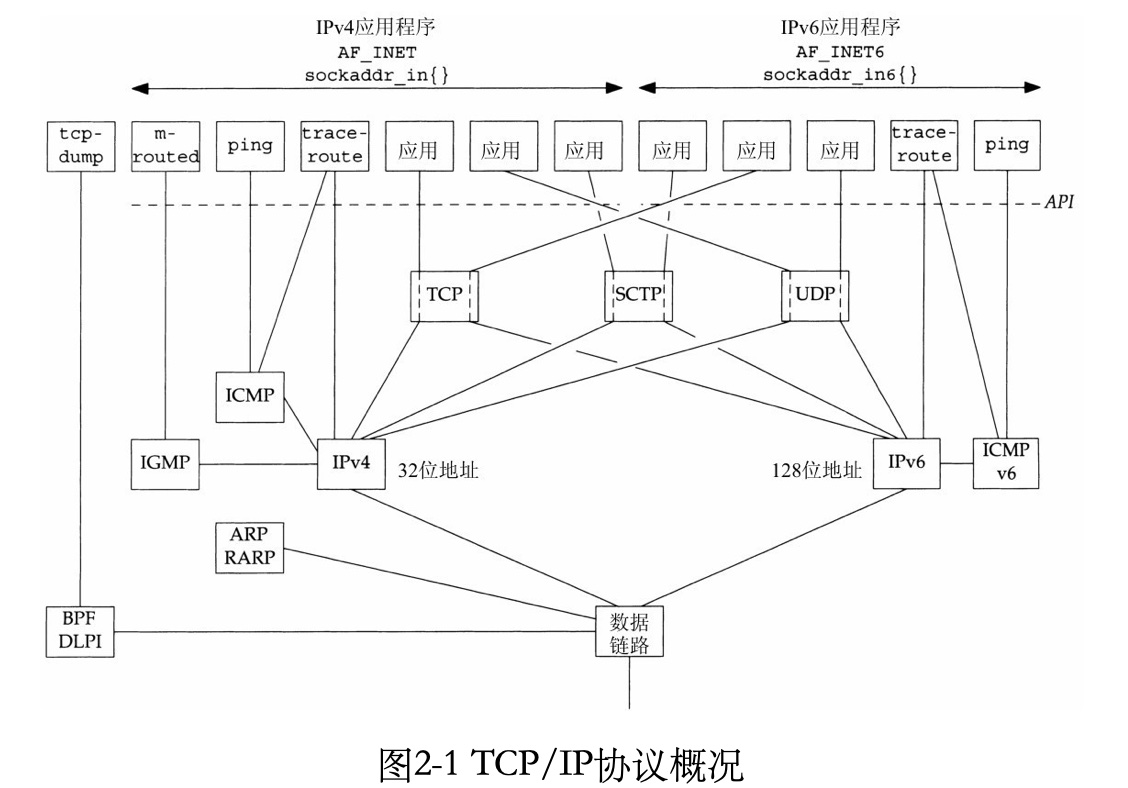 IPv4应用程序
AF_INET
sockaddr_in{}
IPv6应用程序
AF_INET6
sockaddr_in6{}
tcp-
dump
m-
routed
ping
trace-
route
应用
应用
应用
应用
应用
应用
trace-
route
ping
API
TCP
SCTP
UDP
ICMP
IGMP
IPv4
32位地址
128位地址
IPv6
ICMP
v6
ARP
RARP
BPF
DLPI
数据
链路
图2-1 TCP/IP协议概况